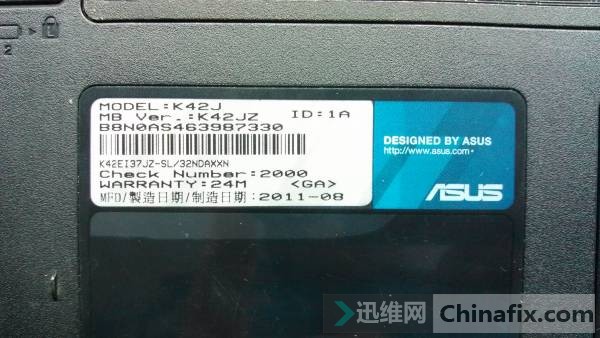 2
MODEL:K42J
MB Ver.:K42JZ ID:1A
B8N0AS463987330
K42EI37JZ-SL/32NDAXXN
Check Number:2000
WARRANTY:24M <GA>
MFD/製造日期/制造日期:2011-08
DESIGNED BY ASUS
http://www.asus.com
ASUS
迅维网 Chinafix.com